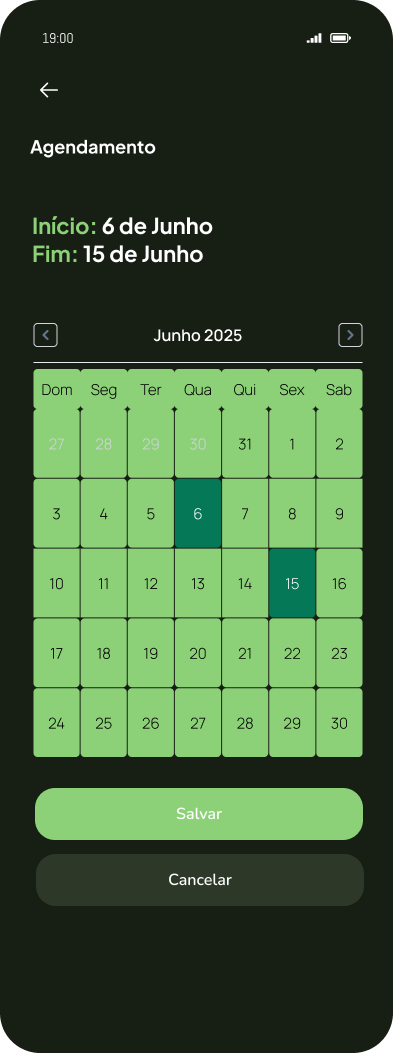 19:00
Agendamento
Início: 6 de Junho
Fim: 15 de Junho
Junho 2025
Dom Seg Ter Qua Qui Sex Sab
27 28 29 30 31 1 2
3 4 5 6 7 8 9
10 11 12 13 14 15 16
17 18 19 20 21 22 23
24 25 26 27 28 29 30
Salvar
Cancelar